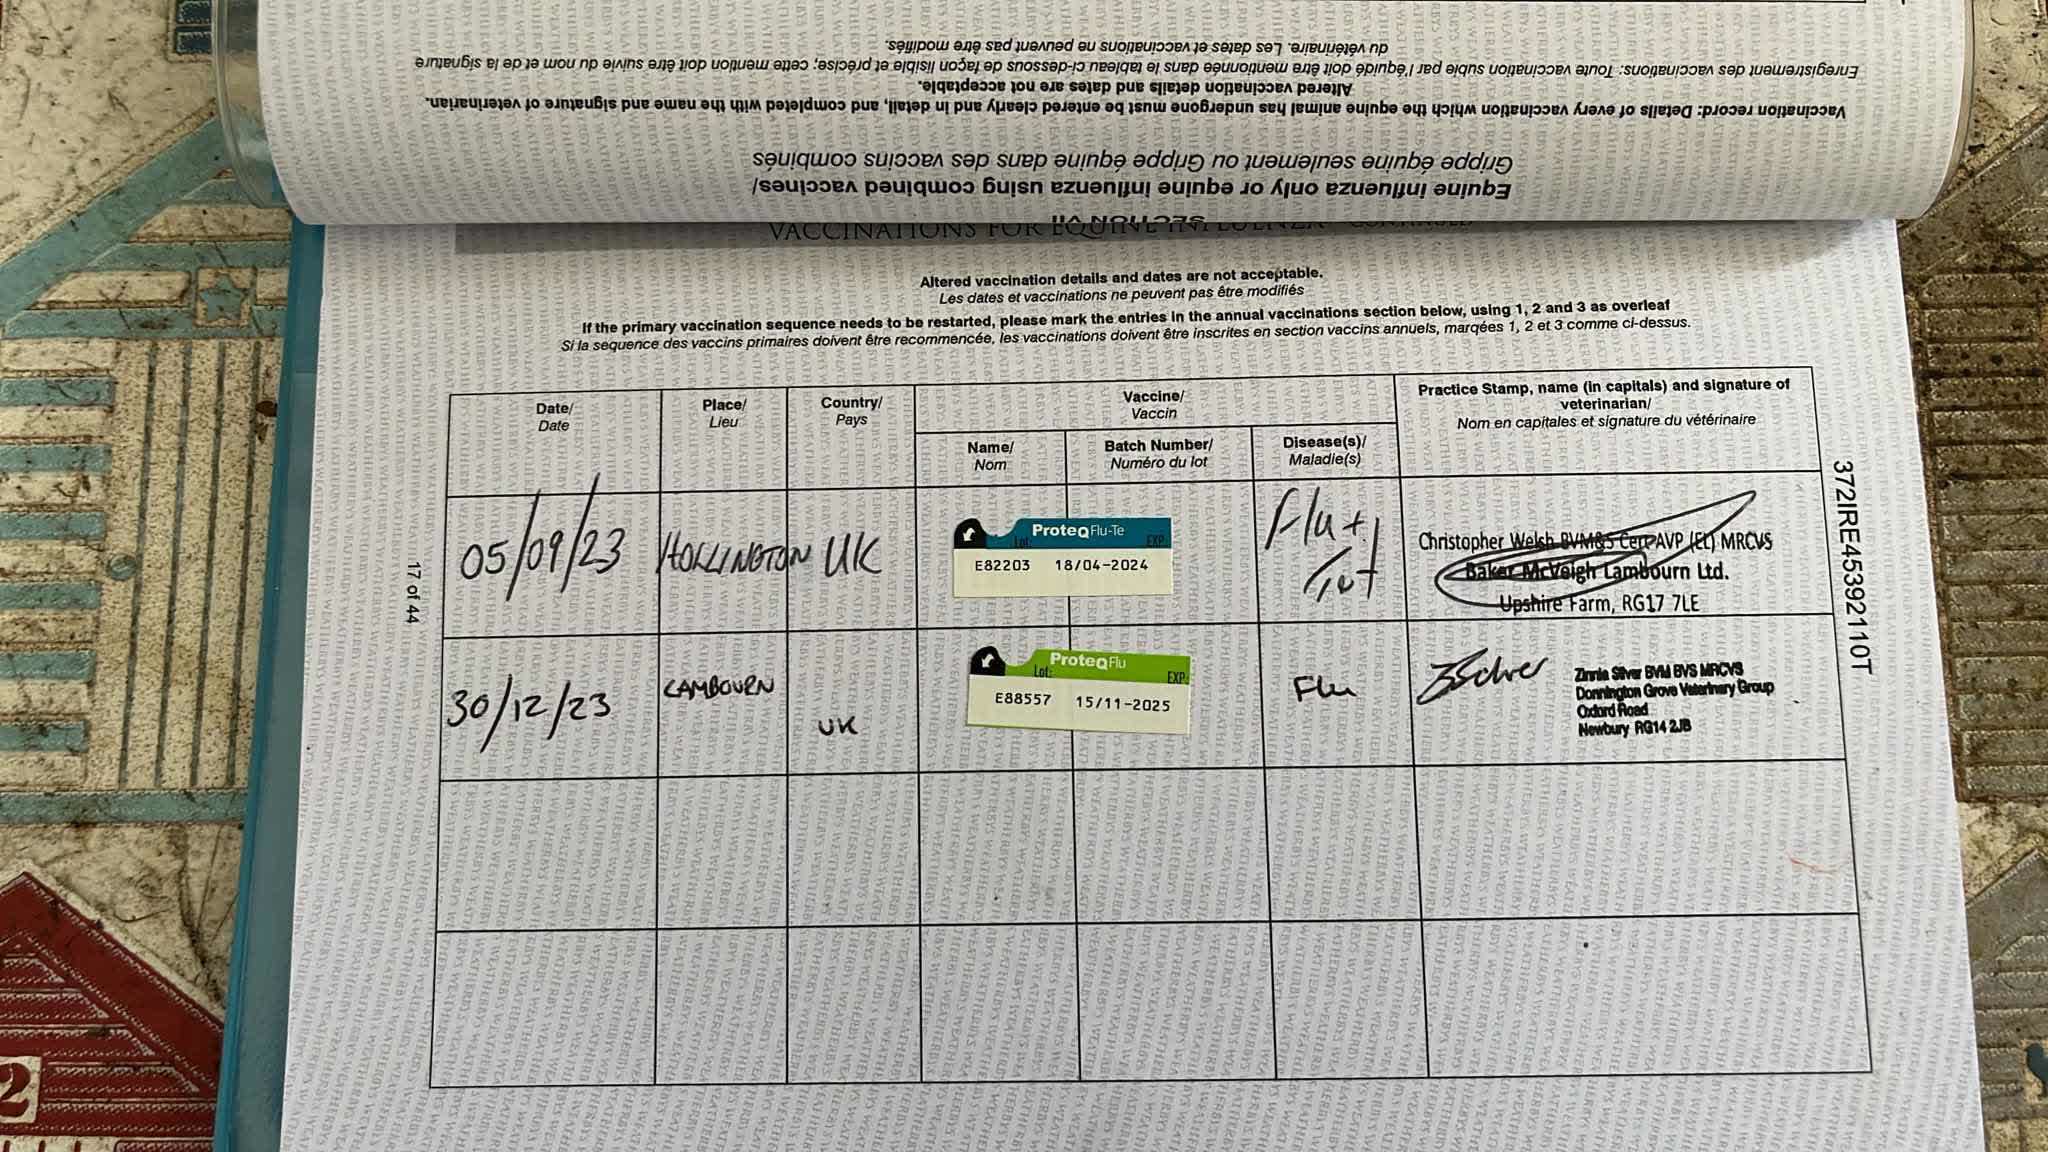 Enregistrement des vaccinations: Toute vaccination subie par l'équidé doit être mentionnée dans le tableau ci-dessous de façon lisible et précise; cette mention doit être suivie du nom et de la signature
du vétérinaire. Les dates et vaccinations ne peuvent pas être modifiés.
Vaccination record: Details of every vaccination which the equine animal has undergone must be entered clearly and in detail, and completed with the name and signature of veterinarian.
Altered vaccination details and dates are not acceptable.
Equine influenza only or equine influenza using combined vaccines/
Grippe équine seulement ou Grippe équine dans des vaccins combinés
SECTION VII
VACCINATIONS FOR EQUINE INFLUENZA - CONTINUED
Altered vaccination details and dates are not acceptable.
Les dates et vaccinations ne peuvent pas être modifiés
If the primary vaccination sequence needs to be restarted, please mark the entries in the annual vaccinations section below, using 1, 2 and 3 as overleaf
Si la sequence des vaccins primaires doivent être recommencée, les vaccinations doivent être inscrites en section vaccins annuels, marqées 1, 2 et 3 comme ci-dessus.
Date/
Date
Place/
Lieu
Country/
Pays
Vaccine/
Vaccin
Name/
Nom
Batch Number/
Numéro du lot
Disease(s)/
Maladie(s)
Practice Stamp, name (in capitals) and signature of
veterinarian/
Nom en capitales et signature du vétérinaire
05/09/23
HOLLINGTON
UK
ProteqFlu-Te
Lot: EXP.
E82203 18/04-2024
Flu +
Tet
Christopher Welsh BVM&S CertAVP (EL) MRCVS
Baker McVeigh Lambourn Ltd.
Upshire Farm, RG17 7LE
30/12/23
LAMBOURN
UK
ProteqFlu
Lot: EXP.
E88557 15/11-2025
Flu
ZSilver
Zinnia Silver BVM BVS MRCVS
Donnington Grove Veterinary Group
Oxford Road
Newbury RG14 2JB
17 of 44
372IRE45392110T
2